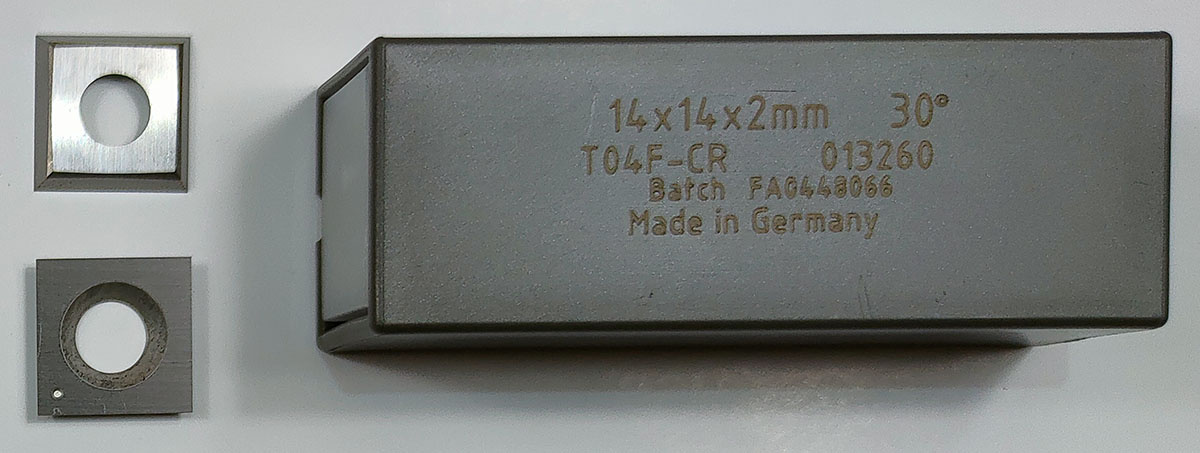 14x14x2mm 30°
T04F-CR 013260
Batch FA0448066
Made in Germany